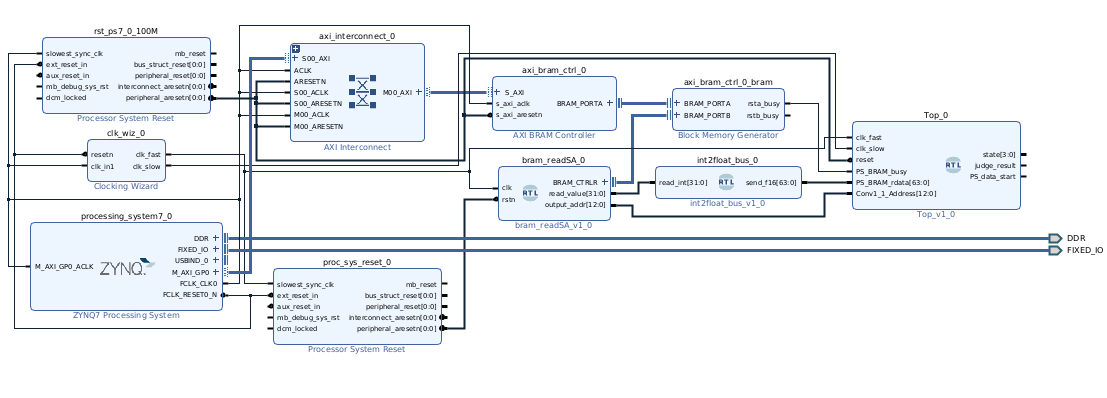 rst_ps7_0_100M
slowest_sync_clk
mb_reset
ext_reset_in
bus_struct_reset[0:0]
aux_reset_in
peripheral_reset[0:0]
mb_debug_sys_rst
interconnect_aresetn[0:0]
dcm_locked
peripheral_aresetn[0:0]
Processor System Reset
clk_wiz_0
resetn
clk_fast
clk_in1
clk_slow
Clocking Wizard
processing_system7_0
DDR
FIXED_IO
USBIND_0
M_AXI_GP0_ACLK
ZYNQ
M_AXI_GP0
FCLK_CLK0
FCLK_RESET0_N
ZYNQ7 Processing System
axi_interconnect_0
S00_AXI
ACLK
ARESETN
S00_ACLK
M00_AXI
S00_ARESETN
M00_ACLK
M00_ARESETN
AXI Interconnect
proc_sys_reset_0
slowest_sync_clk
mb_reset
ext_reset_in
bus_struct_reset[0:0]
aux_reset_in
peripheral_reset[0:0]
mb_debug_sys_rst
interconnect_aresetn[0:0]
dcm_locked
peripheral_aresetn[0:0]
Processor System Reset
axi_bram_ctrl_0
S_AXI
s_axi_aclk
BRAM_PORTA
s_axi_aresetn
AXI BRAM Controller
bram_readSA_0
clk
rstn
RTL
BRAM_CTRLR
read_value[31:0]
output_addr[12:0]
bram_readSA_v1_0
axi_bram_ctrl_0_bram
BRAM_PORTA
rsta_busy
BRAM_PORTB
rstb_busy
Block Memory Generator
int2float_bus_0
read_int[31:0]
RTL
send_f16[63:0]
int2float_bus_v1_0
Top_0
clk_fast
clk_slow
reset
PS_BRAM_busy
PS_BRAM_rdata[63:0]
Conv1_1_Address[12:0]
RTL
state[3:0]
judge_result
PS_data_start
Top_v1_0
DDR
FIXED_IO